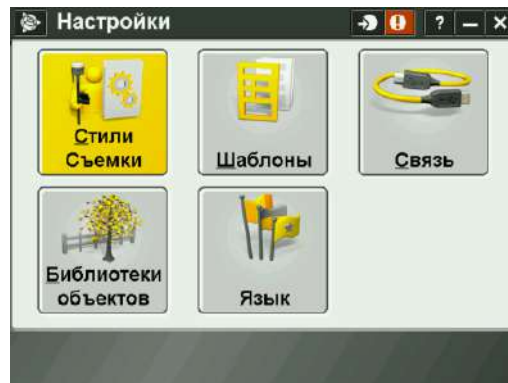 Настройки
?
Стили
Съемки
Шаблоны
Связь
Библиотеки
объектов
Язык